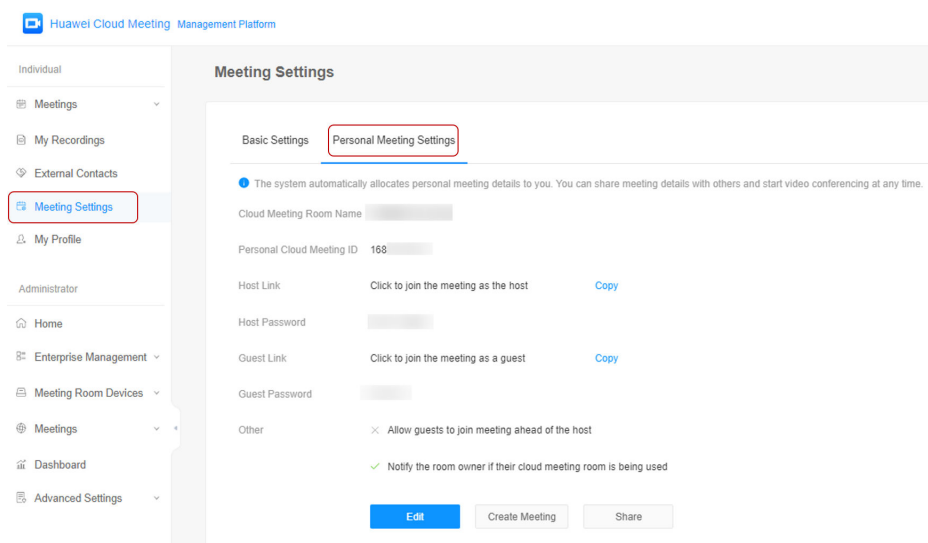 Huawei Cloud Meeting Management Platform
Individual
Meetings
My Recordings
External Contacts
Meeting Settings
My Profile
Administrator
Home
Enterprise Management
Meeting Room Devices
Meetings
Dashboard
Advanced Settings
Meeting Settings
Basic Settings Personal Meeting Settings
The system automatically allocates personal meeting details to you. You can share meeting details with others and start video conferencing at any time.
Cloud Meeting Room Name
Personal Cloud Meeting ID 168
Host Link Click to join the meeting as the host Copy
Host Password
Guest Link Click to join the meeting as a guest Copy
Guest Password
Other Allow guests to join meeting ahead of the host
Notify the room owner if their cloud meeting room is being used
Edit Create Meeting Share